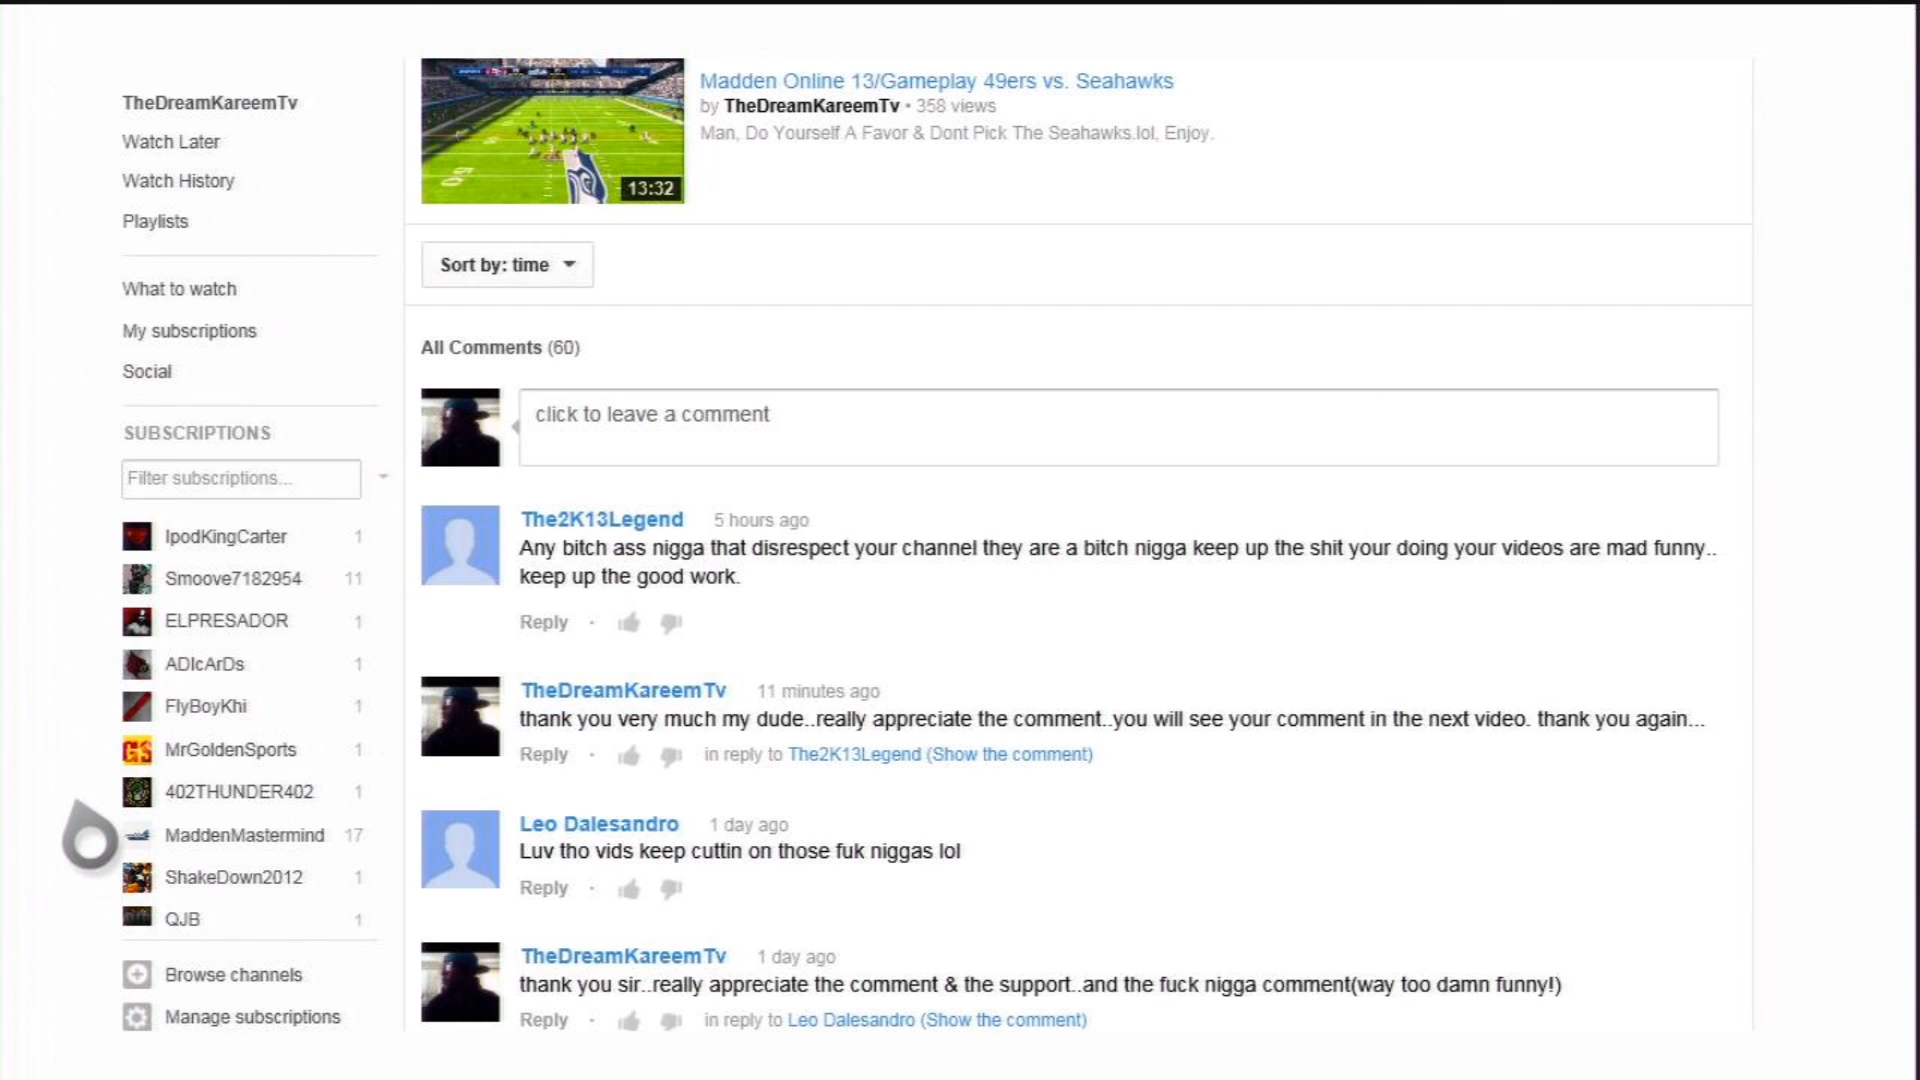 TheDreamKareemTv
Watch Later
Watch History
Playlists
What to watch
My subscriptions
Social
SUBSCRIPTIONS
Filter subscriptions...
IpodKingCarter 1
Smoove7182954 11
ELPRESADOR 1
ADIcArDs 1
FlyBoyKhi 1
MrGoldenSports 1
402THUNDER402 1
MaddenMastermind 17
ShakeDown2012 1
QJB 1
Browse channels
Manage subscriptions
13:32
Madden Online 13/Gameplay 49ers vs. Seahawks
by TheDreamKareemTv · 358 views
Man, Do Yourself A Favor & Dont Pick The Seahawks.lol, Enjoy.
Sort by: time
All Comments (60)
click to leave a comment
The2K13Legend 5 hours ago
Any bitch ass nigga that disrespect your channel they are a bitch nigga keep up the shit your doing your videos are mad funny..
keep up the good work.
Reply ·
TheDreamKareemTv 11 minutes ago
thank you very much my dude..really appreciate the comment..you will see your comment in the next video. thank you again...
Reply · in reply to The2K13Legend (Show the comment)
Leo Dalesandro 1 day ago
Luv tho vids keep cuttin on those fuk niggas lol
Reply ·
TheDreamKareemTv 1 day ago
thank you sir..really appreciate the comment & the support..and the fuck nigga comment(way too damn funny!)
Reply · in reply to Leo Dalesandro (Show the comment)